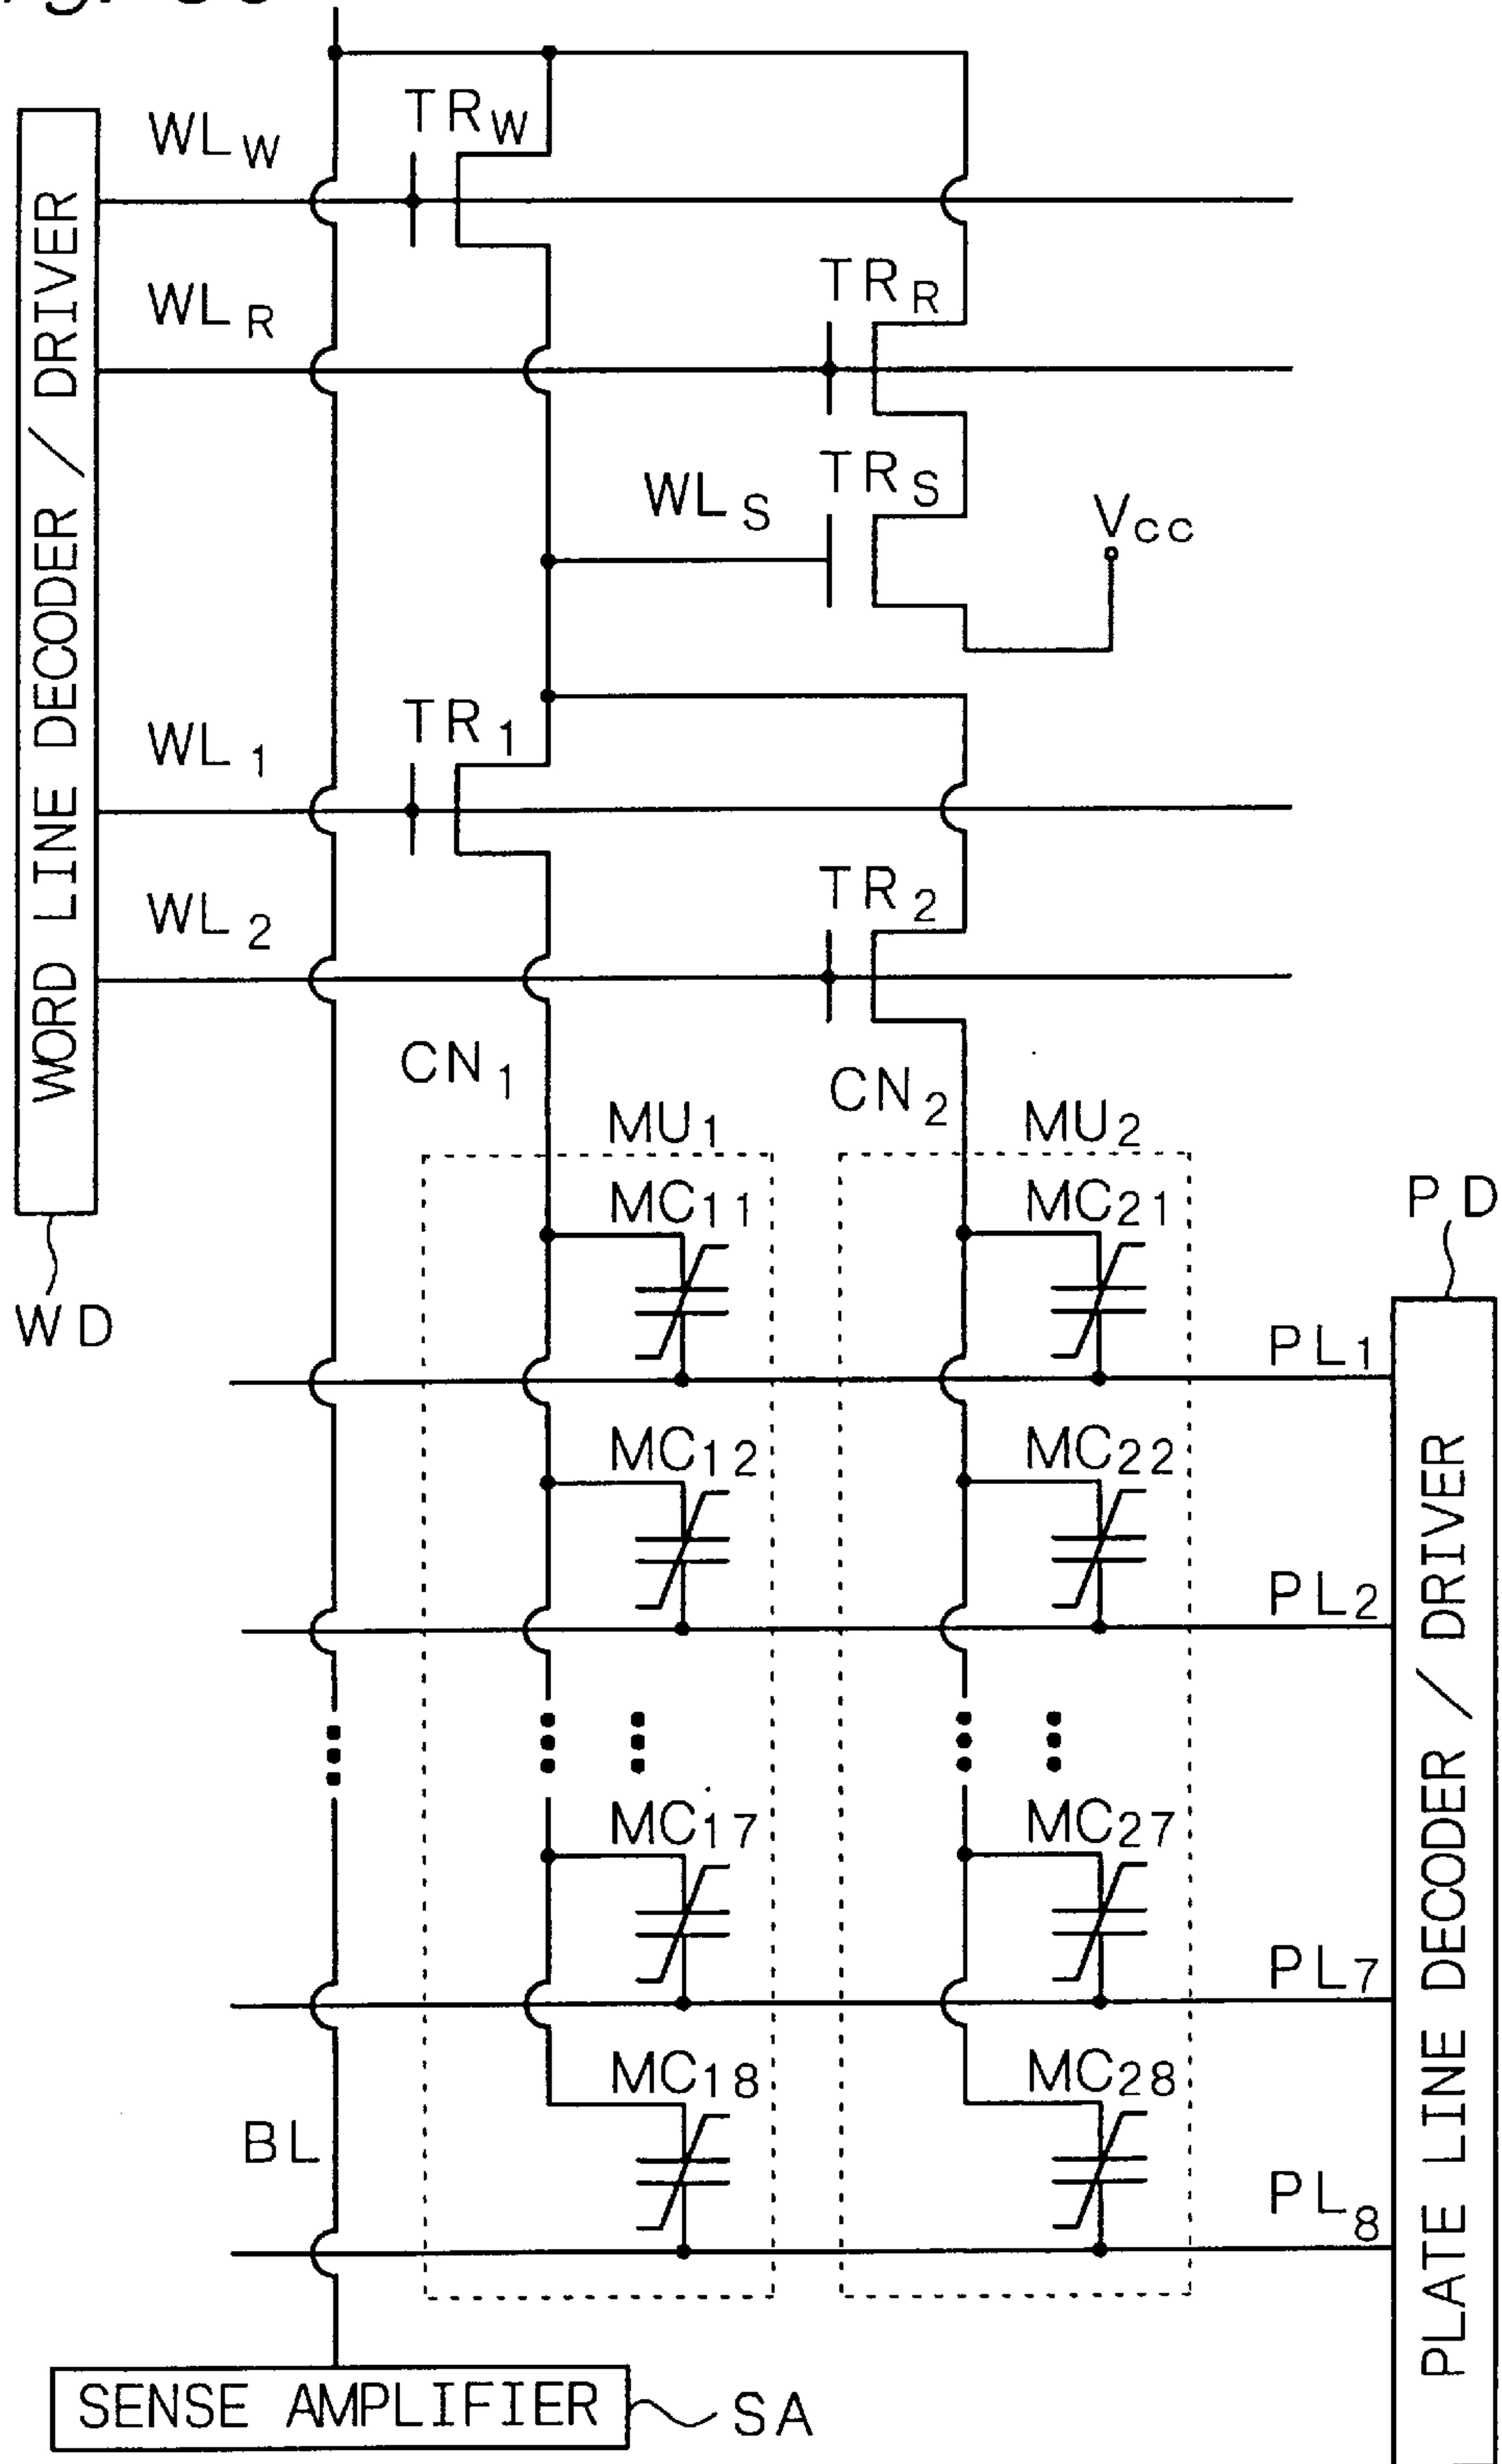 WL W
TR W
WL R
TR R
TR S
WL S
Vcc
WORD LINE DECODER / DRIVER
TR 1
WL 1
TR 2
WL 2
CN 1
CN 2
MU1
MU2
MC11
MC21
PD
WD
PL1
MC12
MC22
PL2
MC17
MC27
PL7
MC18
MC28
BL
PL8
PLATE LINE DECODER / DRIVER
SENSE AMPLIFIER
SA